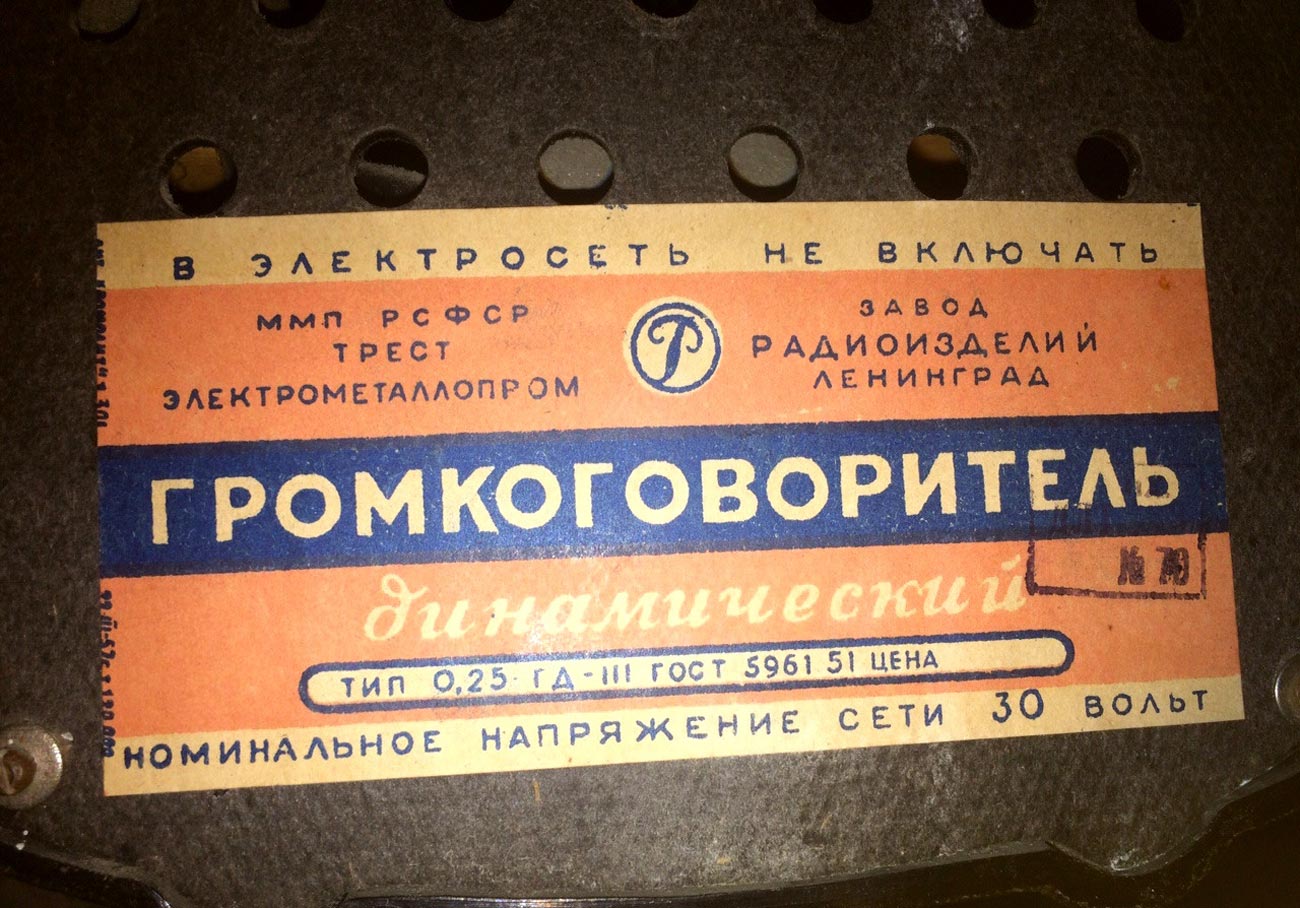 В ЭЛЕКТРОСЕТЬ НЕ ВКЛЮЧАТЬ
ММП РСФСР
ТРЕСТ
ЭЛЕКТРОМЕТАЛЛОПРОМ
Р
ЗАВОД
РАДИОИЗДЕЛИЙ
ЛЕНИНГРАД
ГРОМКОГОВОРИТЕЛЬ
динамический
№ 70
ТИП 0,25-ГД-III ГОСТ 5961 51 ЦЕНА
НОМИНАЛЬНОЕ НАПРЯЖЕНИЕ СЕТИ 30 ВОЛЬТ